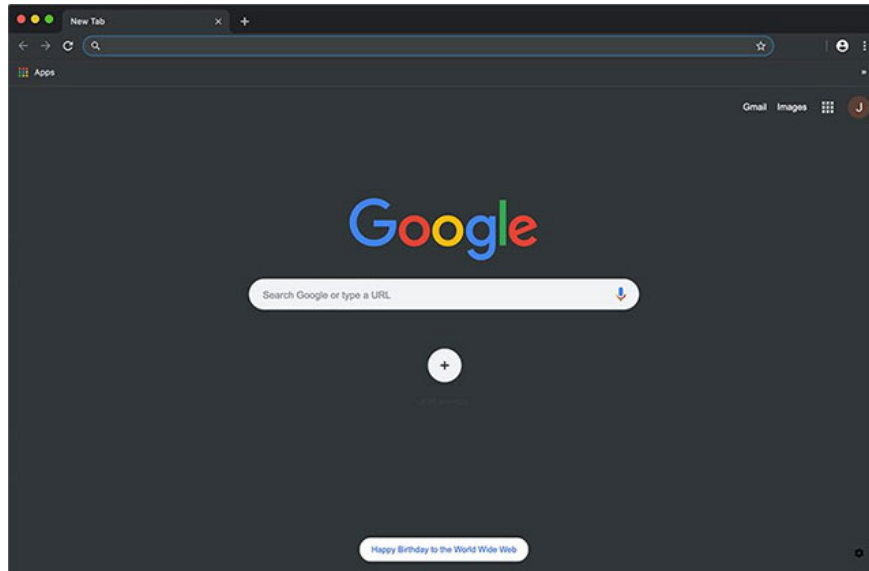 New Tab
Apps
Gmail Images
J
Google
Search Google or type a URL
Happy Birthday to the World Wide Web